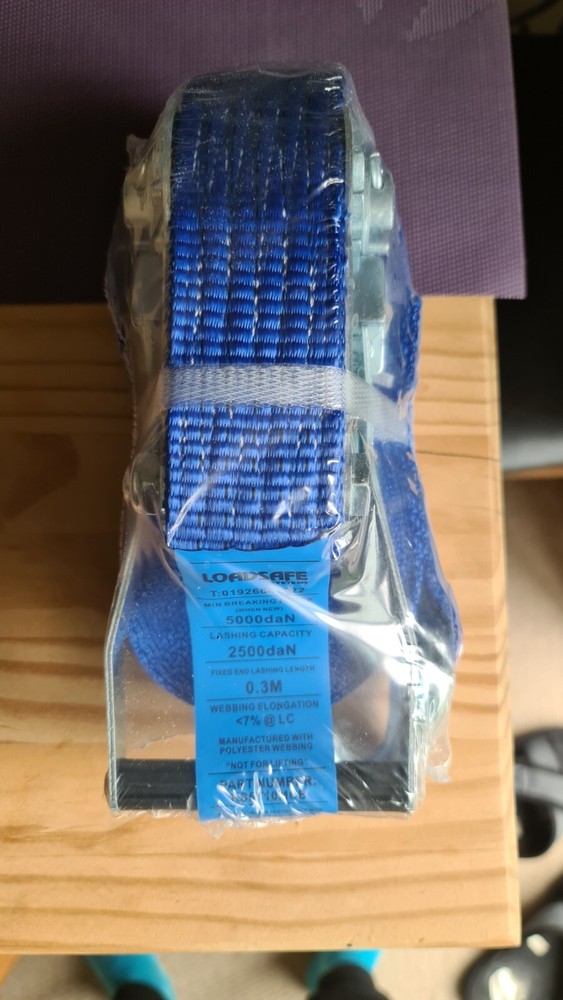 LOADSAFE
SYSTEMS
MIN BREAKING
(WHEN NEW)
5000daN
LASHING CAPACITY
2500daN
FIXED END LASHING LENGTH
0.3M
WEBBING ELONGATION
<7% @ LC
MANUFACTURED WITH
POLYESTER WEBBING
"NOT FOR LIFTING"
PART NUMBER: